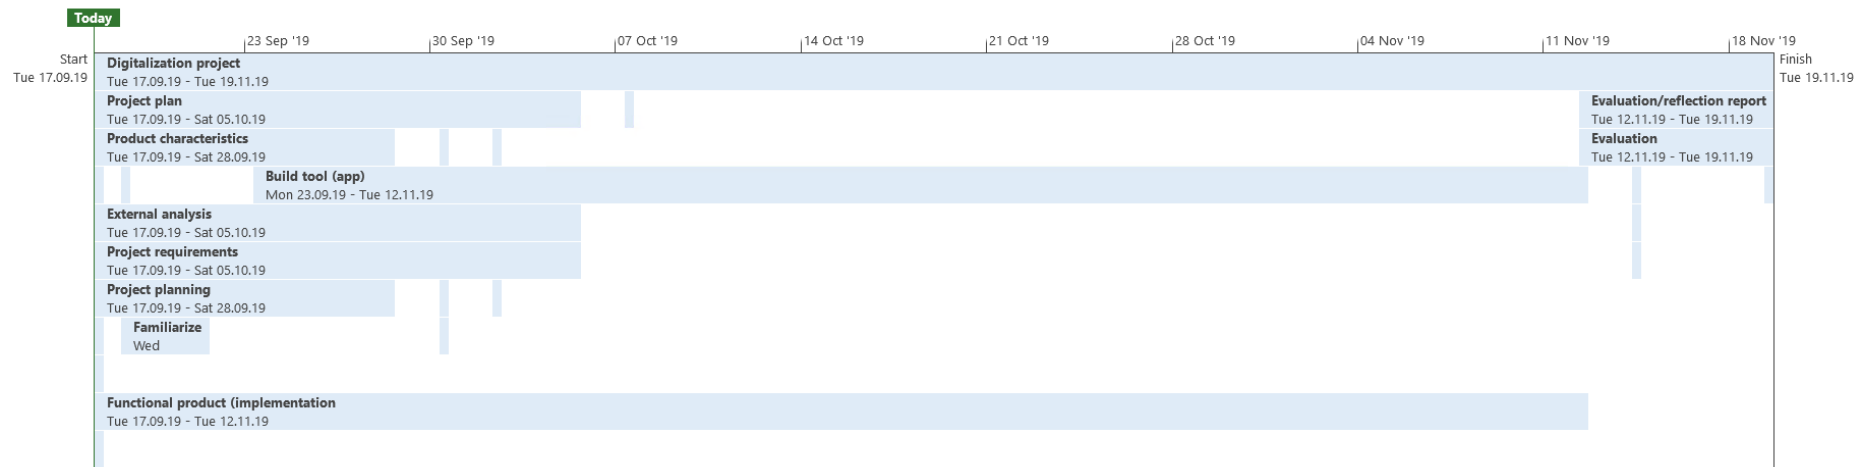 Today
23 Sep '19
30 Sep '19
07 Oct '19
14 Oct '19
21 Oct '19
28 Oct '19
04 Nov '19
11 Nov '19
18 Nov '19
Start
Tue 17.09.19
Finish
Tue 19.11.19
Digitalization project
Tue 17.09.19 - Tue 19.11.19
Project plan
Tue 17.09.19 - Sat 05.10.19
Evaluation/reflection report
Tue 12.11.19 - Tue 19.11.19
Product characteristics
Tue 17.09.19 - Sat 28.09.19
Evaluation
Tue 12.11.19 - Tue 19.11.19
Build tool (app)
Mon 23.09.19 - Tue 12.11.19
External analysis
Tue 17.09.19 - Sat 05.10.19
Project requirements
Tue 17.09.19 - Sat 05.10.19
Project planning
Tue 17.09.19 - Sat 28.09.19
Familiarize
Wed
Functional product (implementation
Tue 17.09.19 - Tue 12.11.19